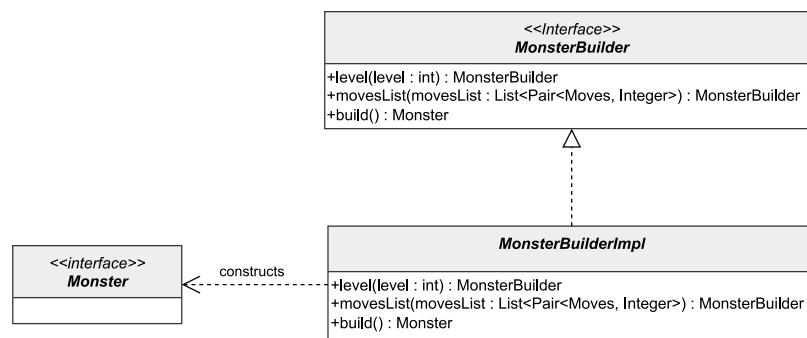 <<Interface>>
MonsterBuilder
+level(level : int) : MonsterBuilder
+movesList(movesList : List<Pair<Moves, Integer>) : MonsterBuilder
+build() : Monster
<<interface>>
Monster
constructs
MonsterBuilderImpl
+level(level : int) : MonsterBuilder
+movesList(movesList : List<Pair<Moves, Integer>) : MonsterBuilder
+build() : Monster